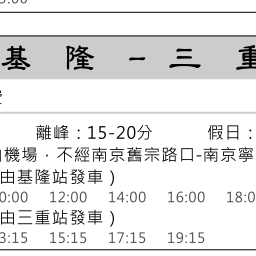 基 隆 - 三 重
離峰：15-20分 假日：
機場，不經南京舊宗路口-南京寧
由基隆站發車）
0:00 12:00 14:00 16:00 18:0
由三重站發車）
3:15 15:15 17:15 19:15